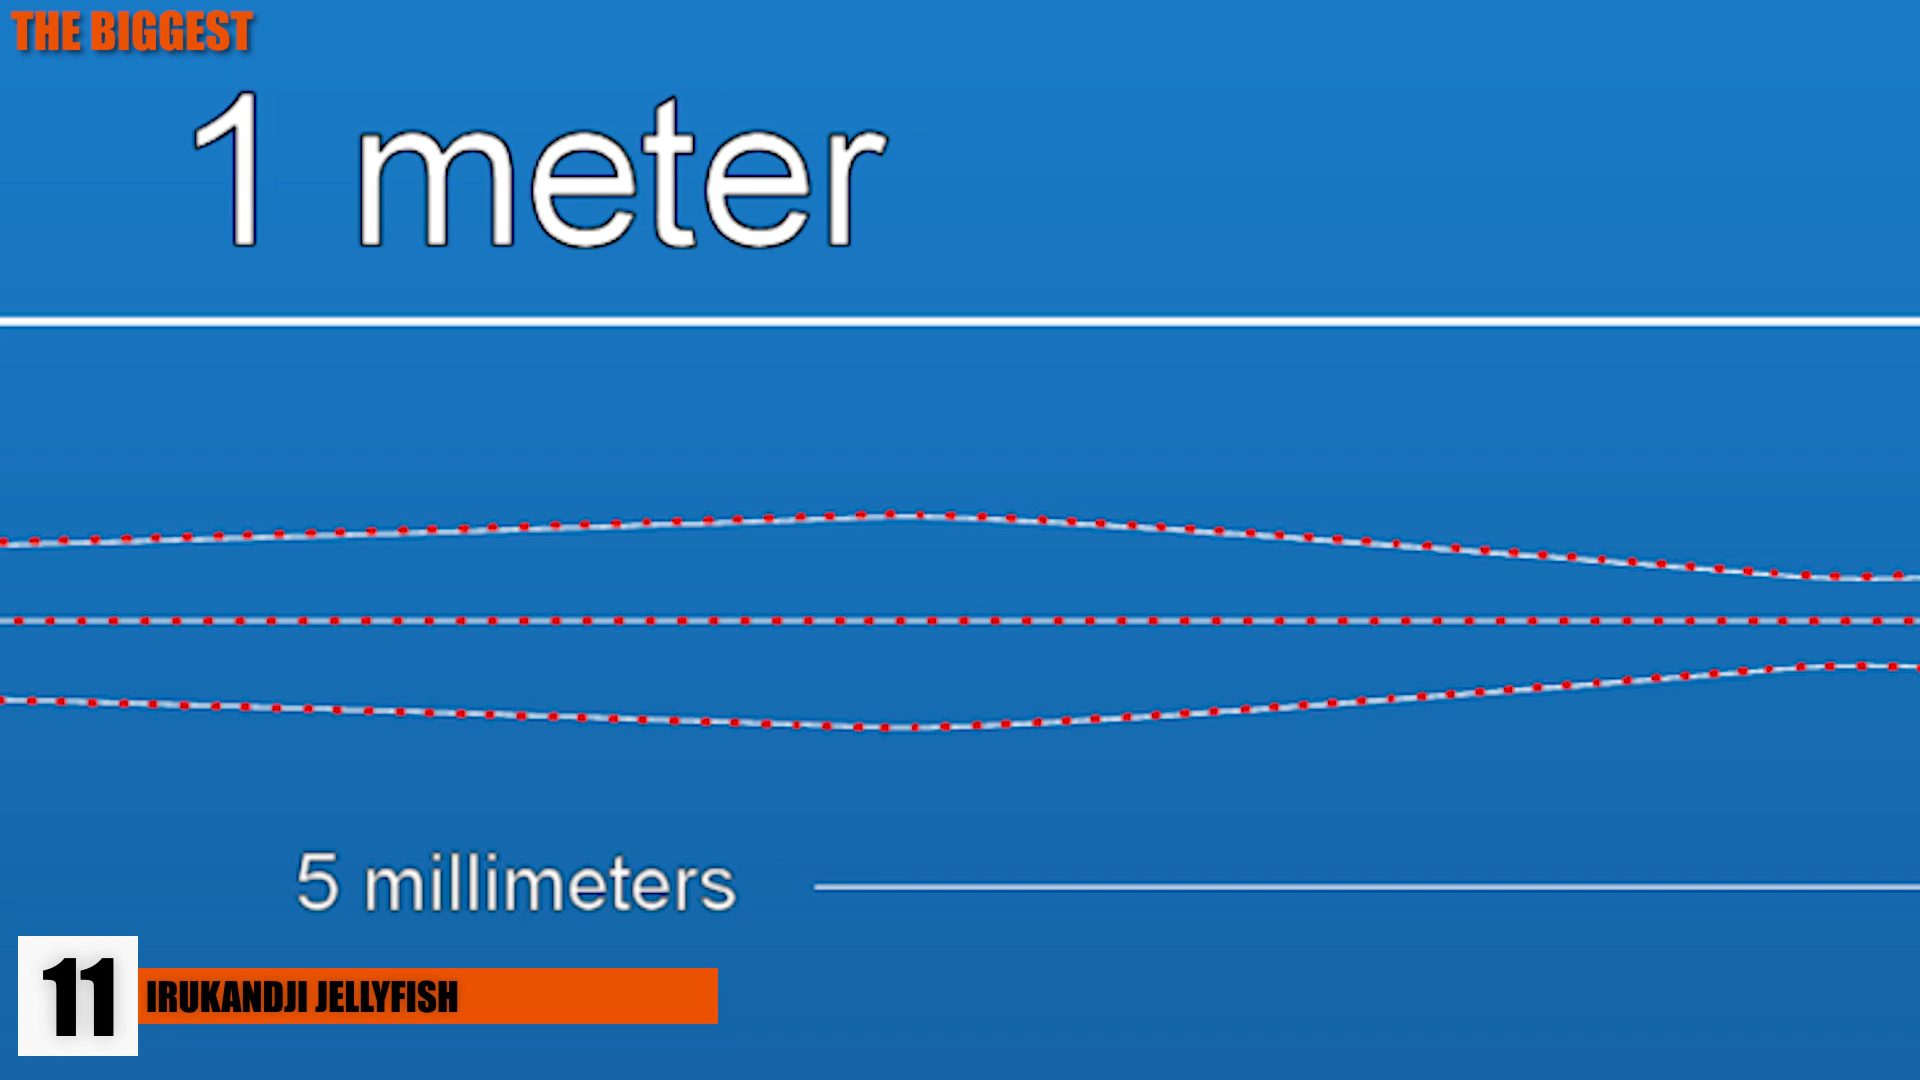 THE BIGGEST
1 meter
5 millimeters
11
IRUKANDJI JELLYFISH